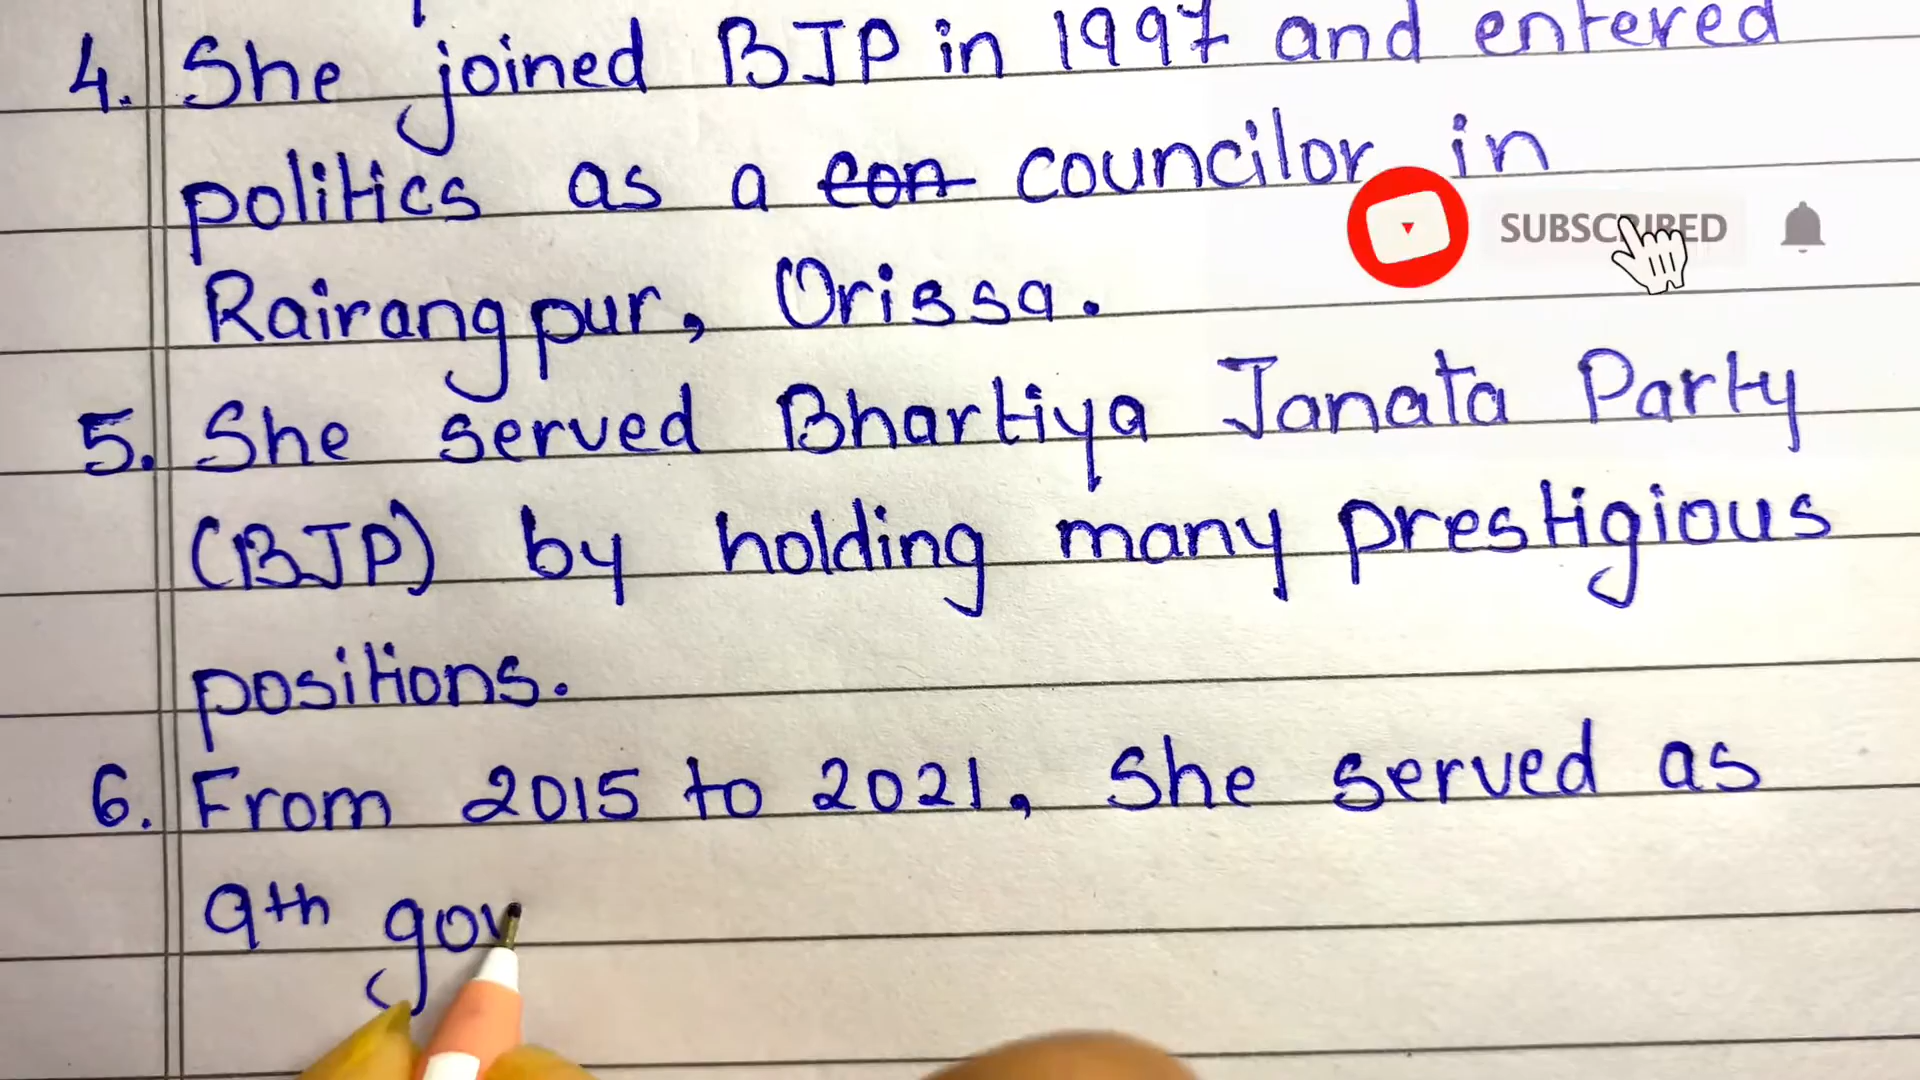 4. She joined BJP in 1997 and entered
politics as a con councilor in
SUBSCRIBED
Rairangpur, Orissa.
5. She served Bhartiya Janata Party
(BJP) by holding many prestigious
positions.
6. From 2015 to 2021, She served as
9th gov